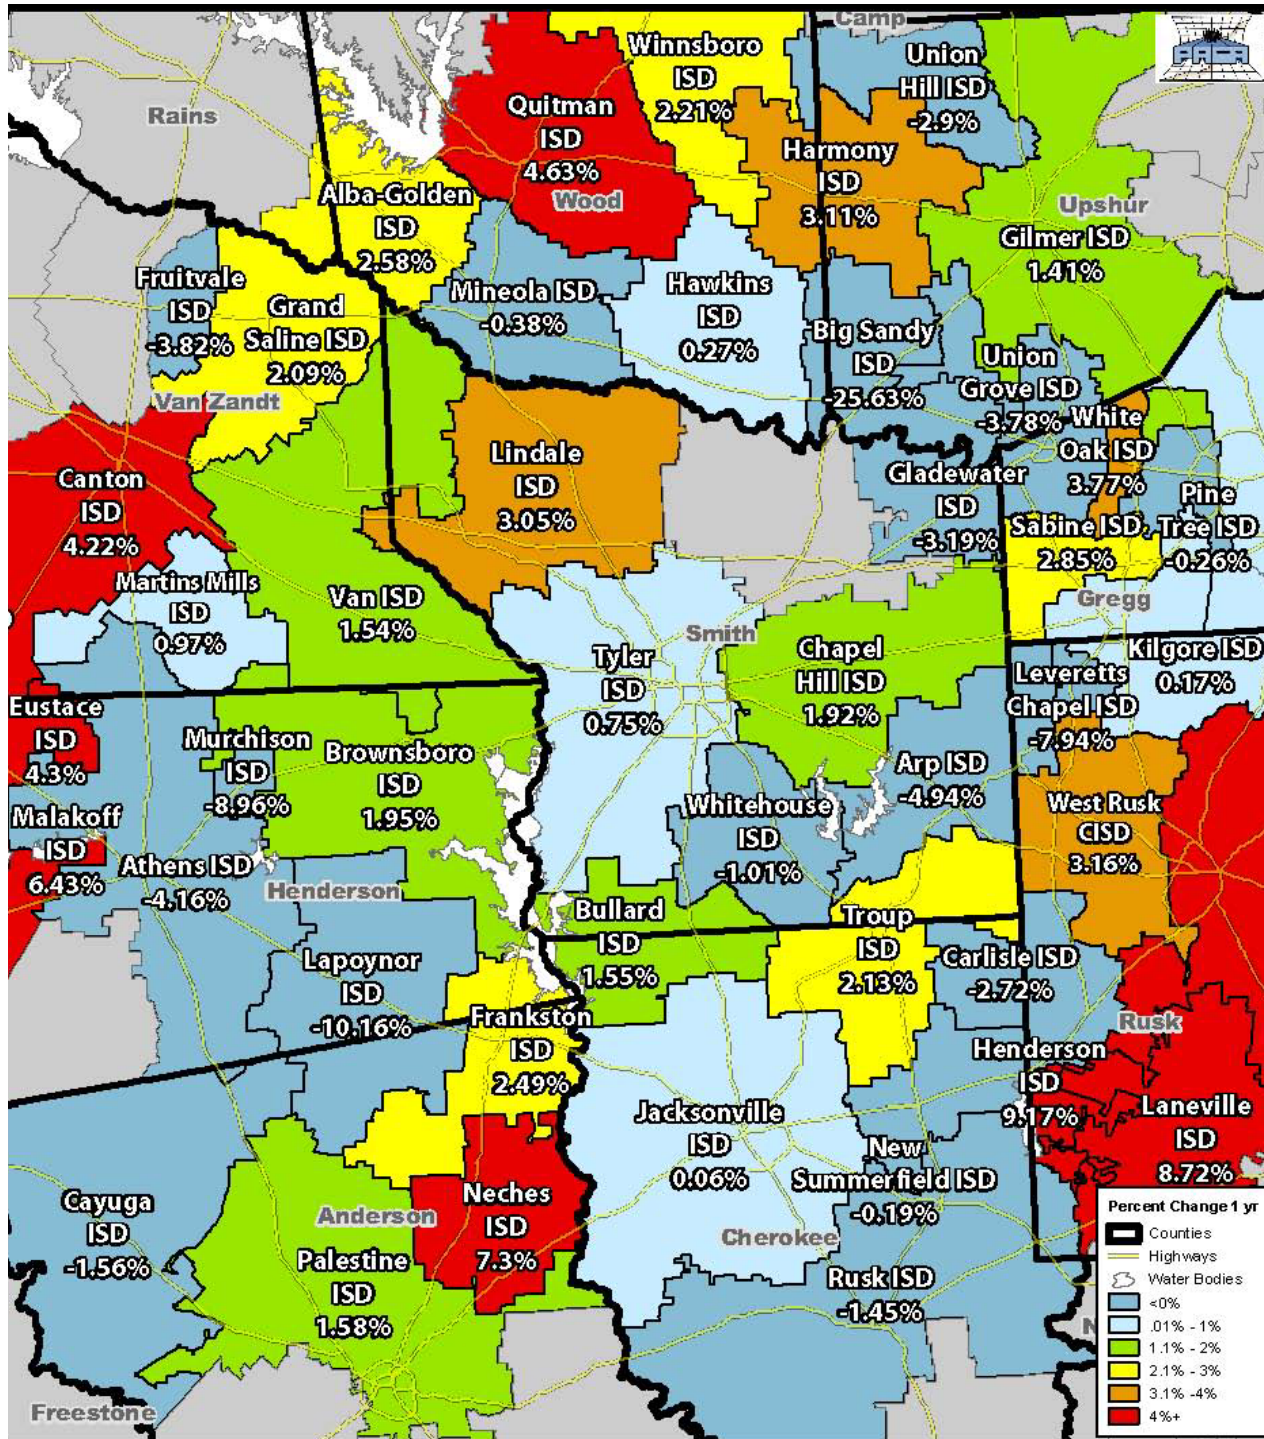 Camp
PACA
Winnsboro
ISD
2.21%
Union
Hill ISD
-2.9%
Rains
Quitman
ISD
4.63%
Wood
Harmony
ISD
3.11%
Upshur
Gilmer ISD
1.41%
Alba-Golden
ISD
2.58%
Fruitvale
ISD
-3.82%
Grand
Saline ISD
2.09%
Mineola ISD
-0.38%
Hawkins
ISD
0.27%
Big Sandy
ISD
-25.63%
Union
Grove ISD
-3.78%
Van Zandt
White
Oak ISD
3.77%
Canton
ISD
4.22%
Lindale
ISD
3.05%
Gladewater
ISD
-3.19%
Pine
Tree ISD
-0.26%
Sabine ISD
2.85%
Gregg
Martins Mills
ISD
0.97%
Van ISD
1.54%
Smith
Tyler
ISD
0.75%
Chapel
Hill ISD
1.92%
Kilgore ISD
0.17%
Leveretts
Chapel ISD
-7.94%
Eustace
ISD
4.3%
Murchison
ISD
-8.96%
Brownsboro
ISD
1.95%
Arp ISD
-4.94%
Whitehouse
ISD
-1.01%
West Rusk
CISD
3.16%
Malakoff
ISD
6.43%
Athens ISD
-4.16%
Henderson
Bullard
ISD
1.55%
Troup
ISD
2.13%
Carlisle ISD
-2.72%
Lapoynor
ISD
-10.16%
Frankston
ISD
2.49%
Rusk
Henderson
ISD
9.17%
Laneville
ISD
8.72%
Jacksonville
ISD
0.06%
New
Summerfield ISD
-0.19%
Neches
ISD
7.3%
Cayuga
ISD
-1.56%
Anderson
Palestine
ISD
1.58%
Cherokee
Rusk ISD
-1.45%
Freestone
N
Percent Change 1 yr
Counties
Highways
Water Bodies
<0%
.01% - 1%
1.1% - 2%
2.1% - 3%
3.1% -4%
4%+